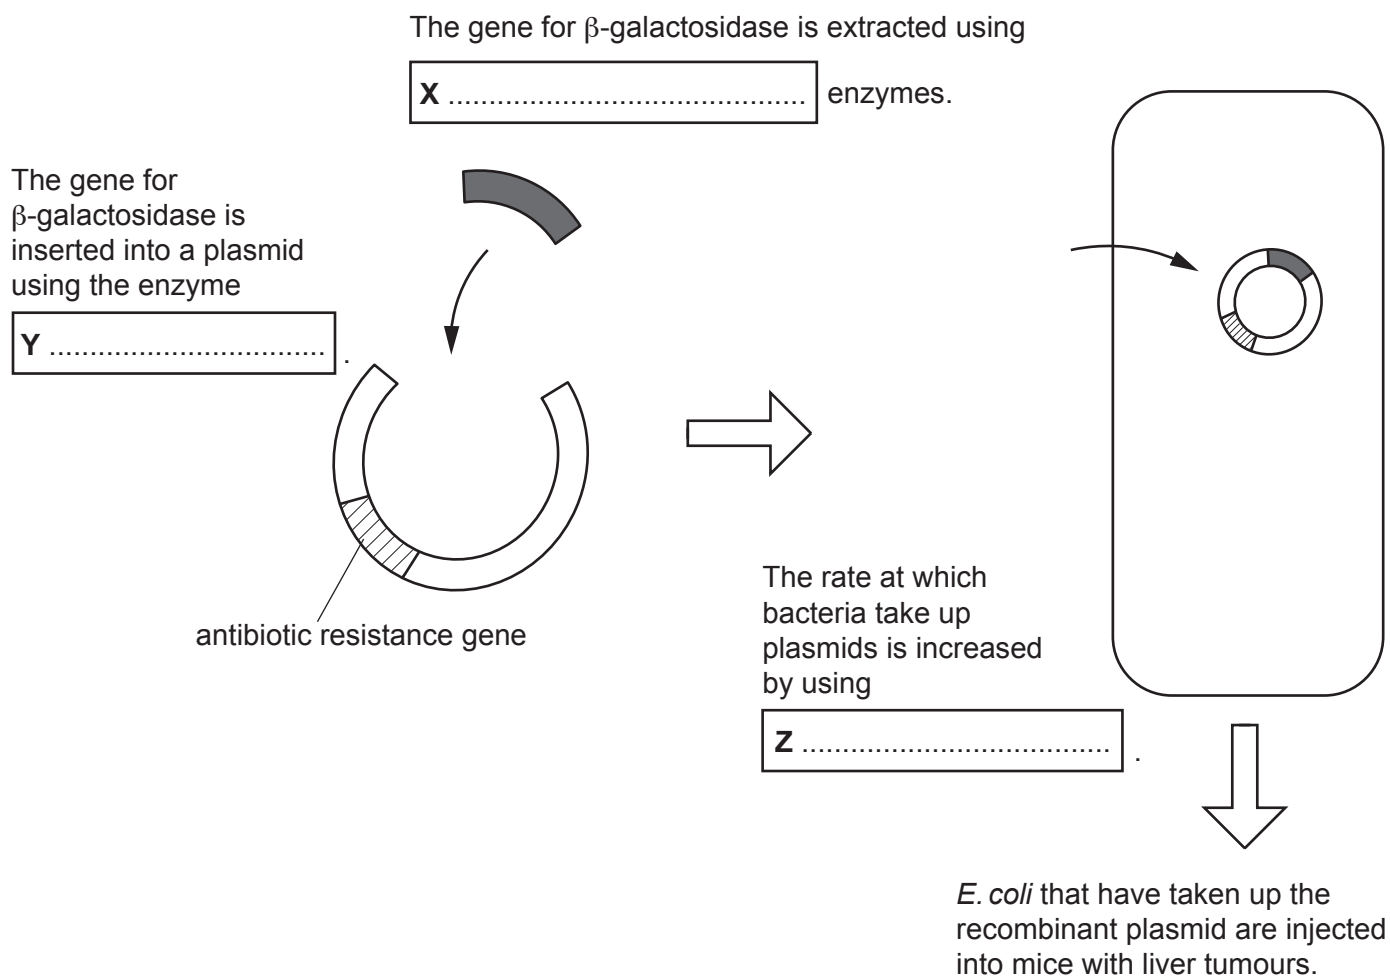 The gene for β-galactosidase is extracted using
X ............................................ enzymes.
The gene for
β-galactosidase is
inserted into a plasmid
using the enzyme
Y .................................. .
antibiotic resistance gene
The rate at which
bacteria take up
plasmids is increased
by using
Z ...................................... .
E. coli that have taken up the
recombinant plasmid are injected
into mice with liver tumours.